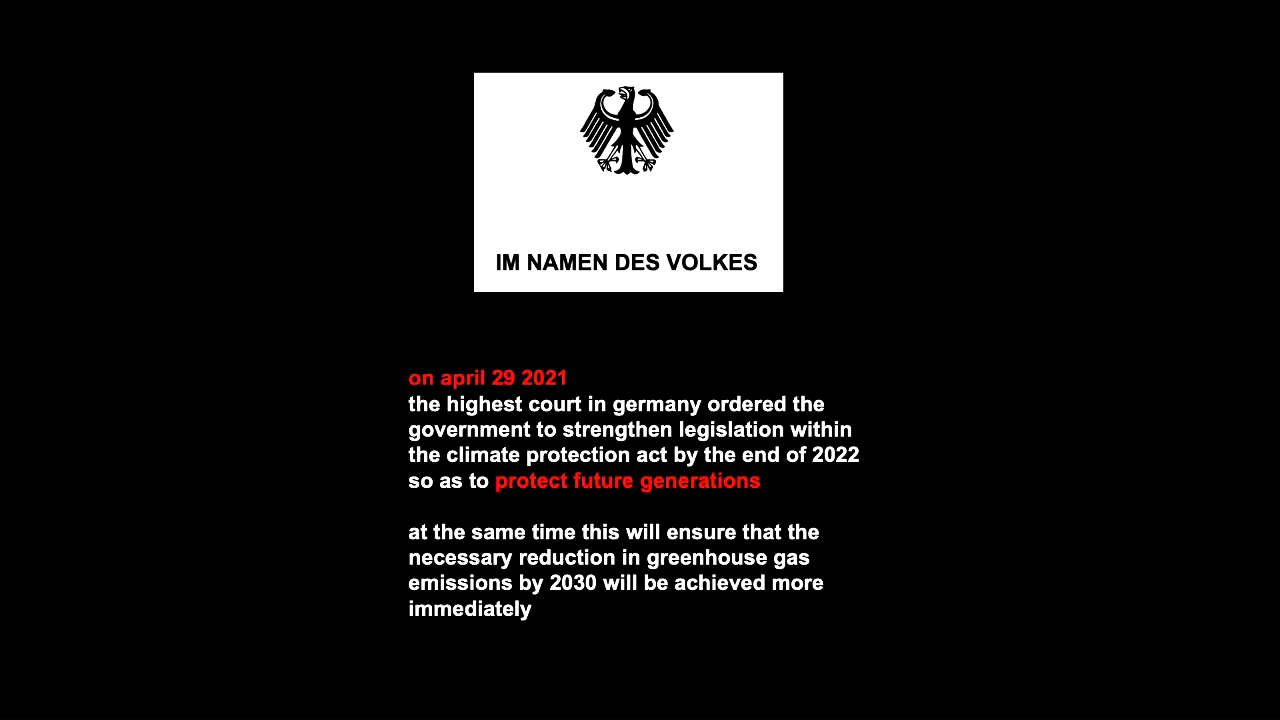 IM NAMEN DES VOLKES
on april 29 2021
the highest court in germany ordered the
government to strengthen legislation within
the climate protection act by the end of 2022
so as to protect future generations
at the same time this will ensure that the
necessary reduction in greenhouse gas
emissions by 2030 will be achieved more
immediately